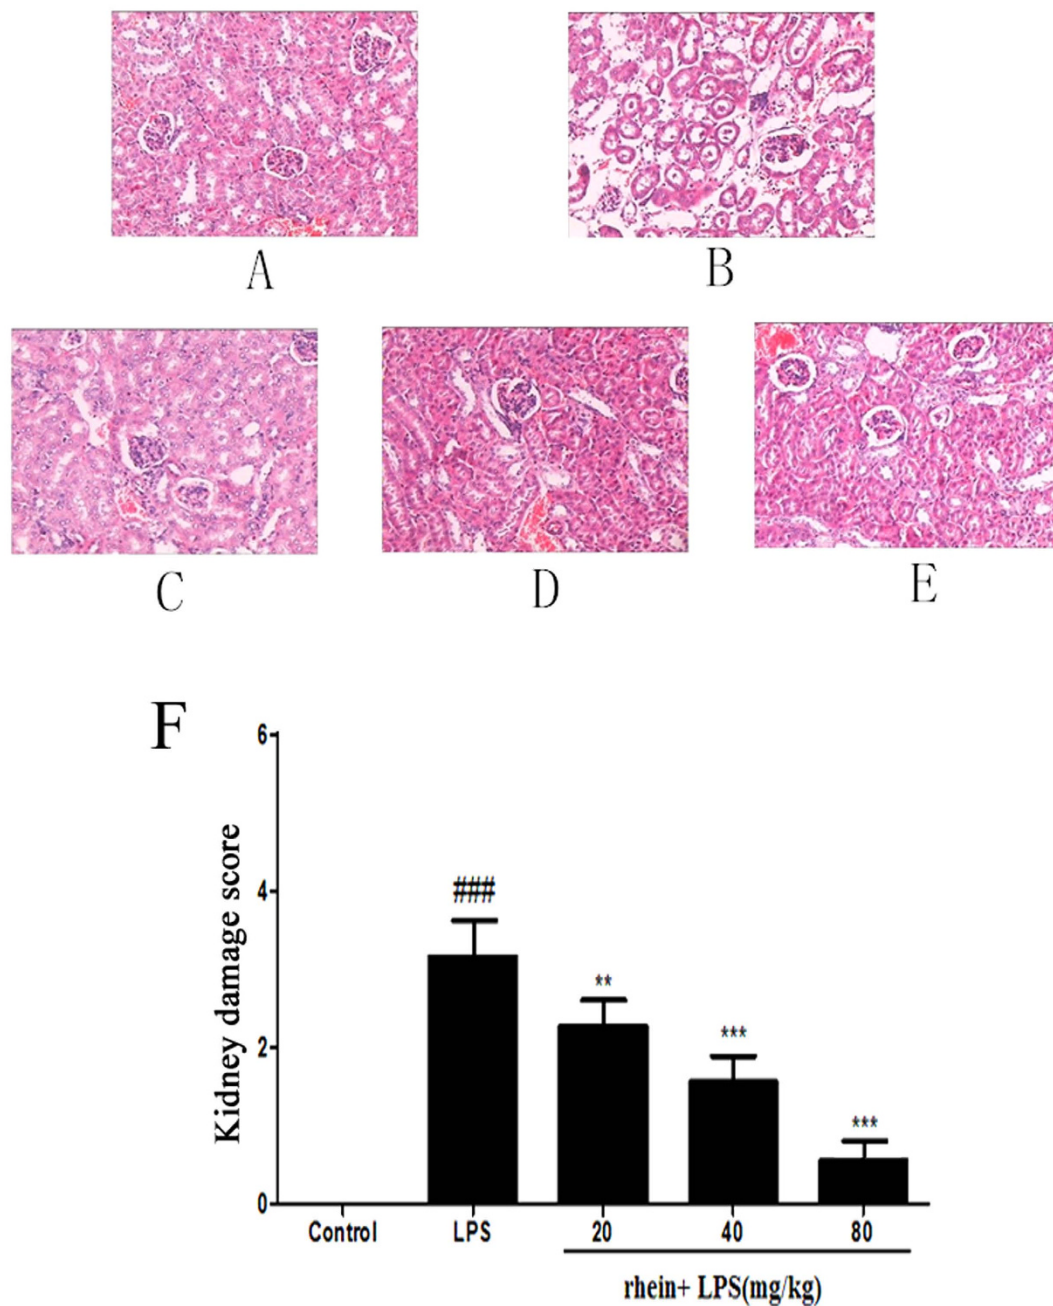 A
B
C
D
E
F
Kidney damage score
6
4
2
0
###
**
***
***
Control
LPS
20
40
80
rhein+ LPS(mg/kg)